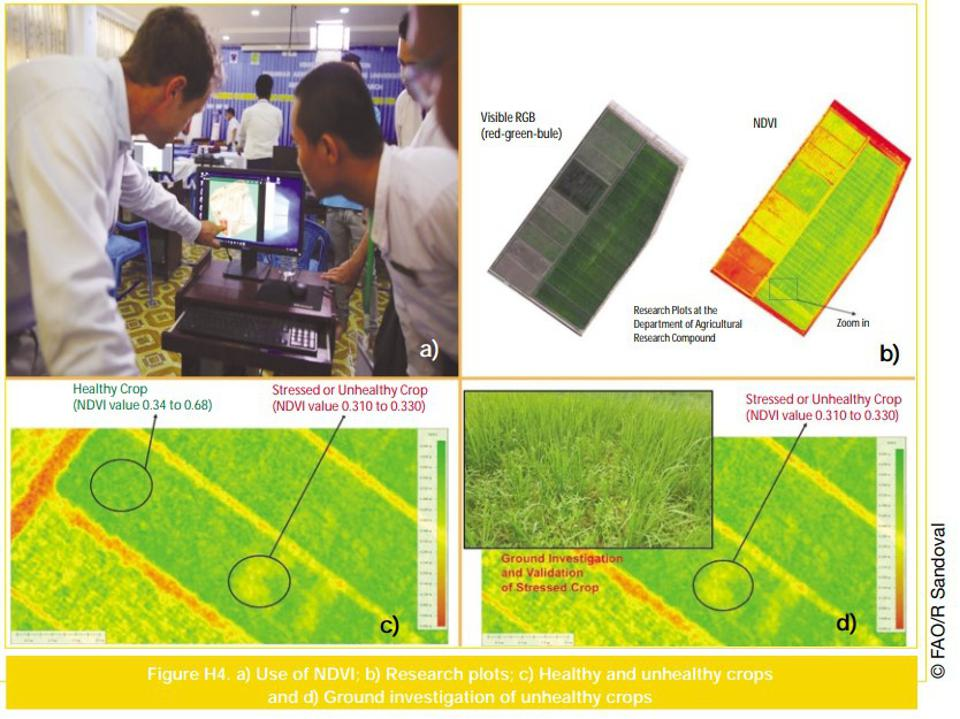 a)
Visible RGB
(red-green-bule)
NDVI
Research Plots at the
Department of Agricultural
Research Compound
Zoom in
b)
Healthy Crop
(NDVI value 0.34 to 0.68)
Stressed or Unhealthy Crop
(NDVI value 0.310 to 0.330)
c)
Stressed or Unhealthy Crop
(NDVI value 0.310 to 0.330)
Ground Investigation
and Validation
of Stressed Crop
d)
© FAO/R Sandoval
Figure H4. a) Use of NDVI; b) Research plots; c) Healthy and unhealthy crops
and d) Ground investigation of unhealthy crops